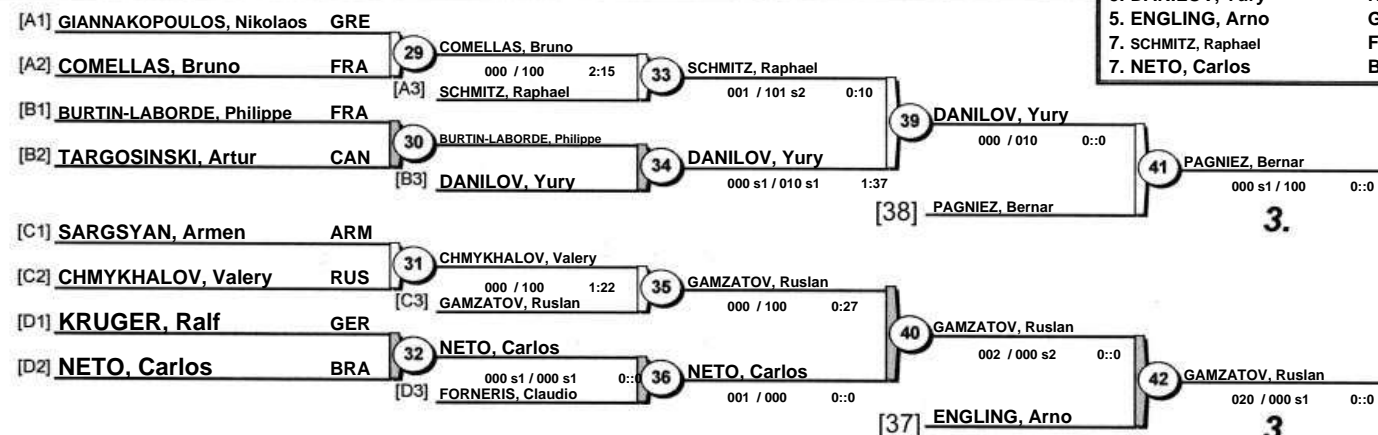 5. ENGLING, Arno G
7. SCHMITZ, Raphael F
7. NETO, Carlos B
[A1] GIANNAKOPOULOS, Nikolaos GRE
29
COMELLAS, Bruno
[A2] COMELLAS, Bruno FRA
000 / 100 2:15
33
SCHMITZ, Raphael
[A3] SCHMITZ, Raphael
001 / 101 s2 0:10
[B1] BURTIN-LABORDE, Philippe FRA
39
DANILOV, Yury
30
BURTIN-LABORDE, Philippe
000 / 010 0::0
[B2] TARGOSINSKI, Artur CAN
34
DANILOV, Yury
41
PAGNIEZ, Bernar
[B3] DANILOV, Yury
000 s1 / 010 s1 1:37
000 s1 / 100 0::0
[38] PAGNIEZ, Bernar
3.
[C1] SARGSYAN, Armen ARM
31
CHMYKHALOV, Valery
[C2] CHMYKHALOV, Valery RUS
000 / 100 1:22
35
GAMZATOV, Ruslan
[C3] GAMZATOV, Ruslan
000 / 100 0:27
[D1] KRUGER, Ralf GER
40
GAMZATOV, Ruslan
32
NETO, Carlos
002 / 000 s2 0::0
[D2] NETO, Carlos BRA
000 s1 / 000 s1 0::0
36
NETO, Carlos
42
GAMZATOV, Ruslan
[D3] FORNERIS, Claudio
001 / 000 0::0
020 / 000 s1 0::0
[37] ENGLING, Arno
3